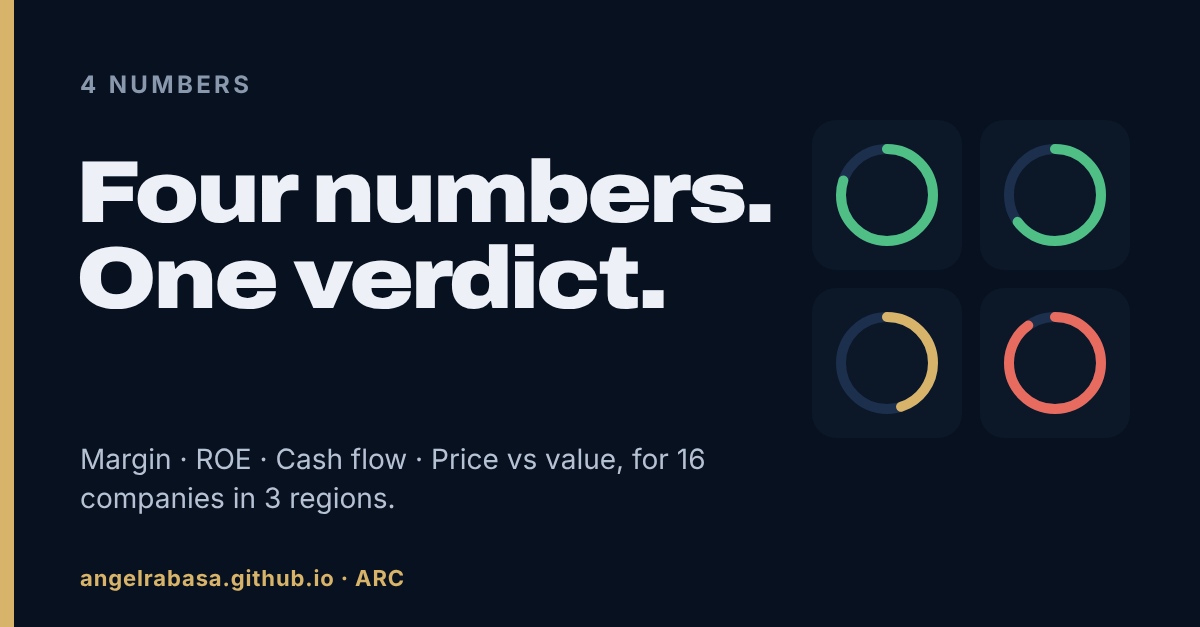 4 NUMBERS
Four numbers.
One verdict.
Margin · ROE · Cash flow · Price vs value, for 16
companies in 3 regions.
angelrabasa.github.io · ARC